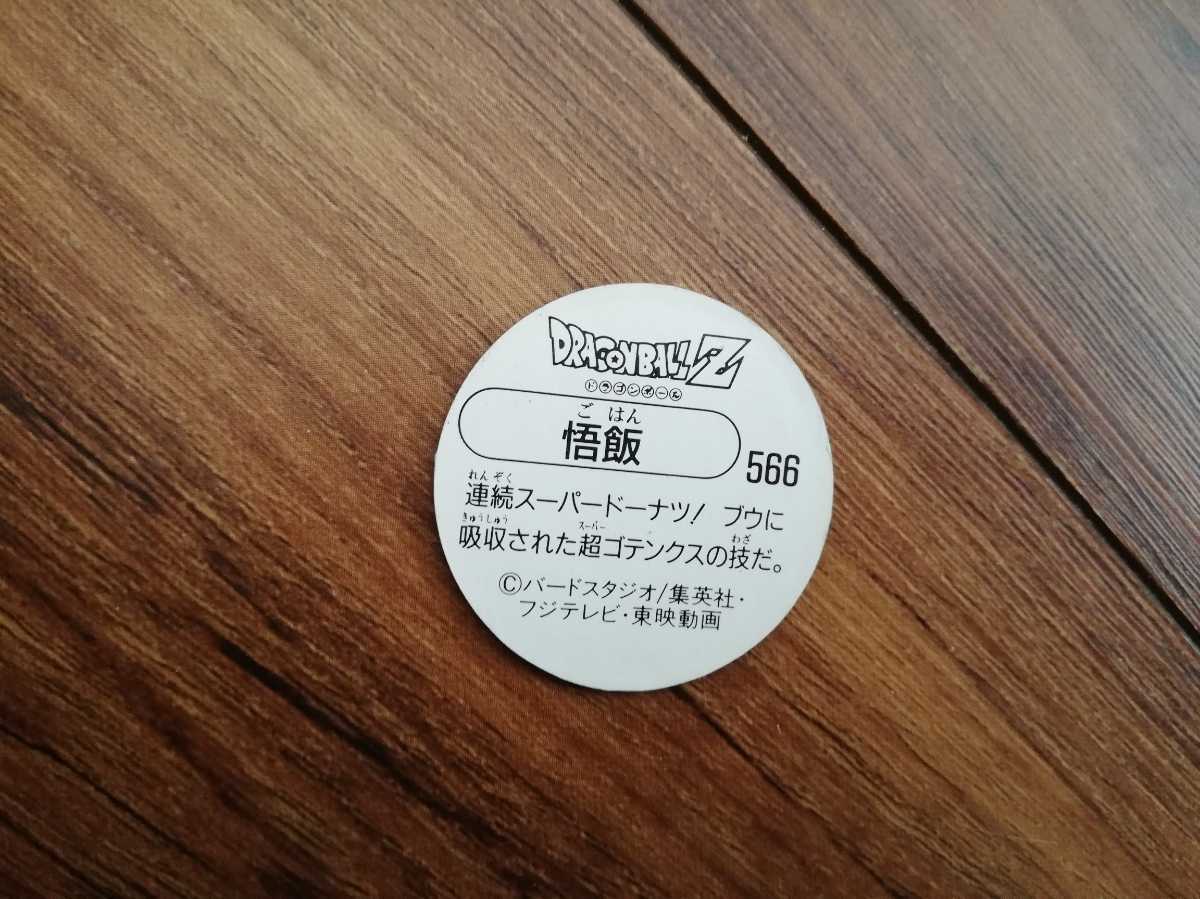 DRAGONBALL Z
ドラゴンボール
ご はん
悟飯
566
れんぞく
連続スーパードーナツ! ブウに
きゅうしゅう スーパー わざ
吸収された超ゴテンクスの技だ。
©バードスタジオ/集英社・
フジテレビ・東映動画